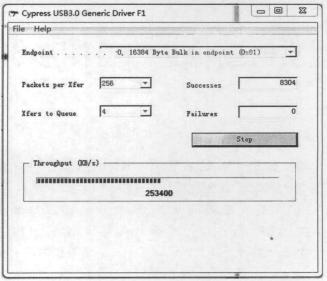 Cypress USB3.0 Generic Driver F1
File Help
Endpoint . . . . . . . -0, 16384 Byte Bulk in endpoint (0x81)
Packets per Xfer 256 Successes 8304
Xfers to Queue 4 Failures 0
Stop
Throughput (KB/s)
253400